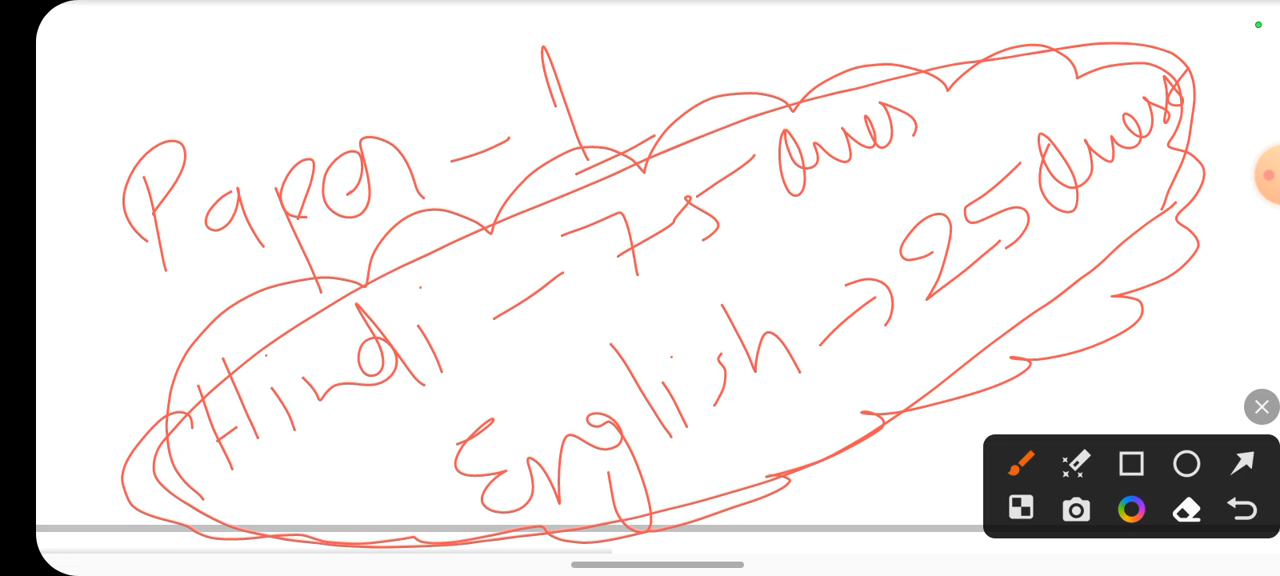 Paper - 1
Hindi - 75 - Ques
English → 25 Ques